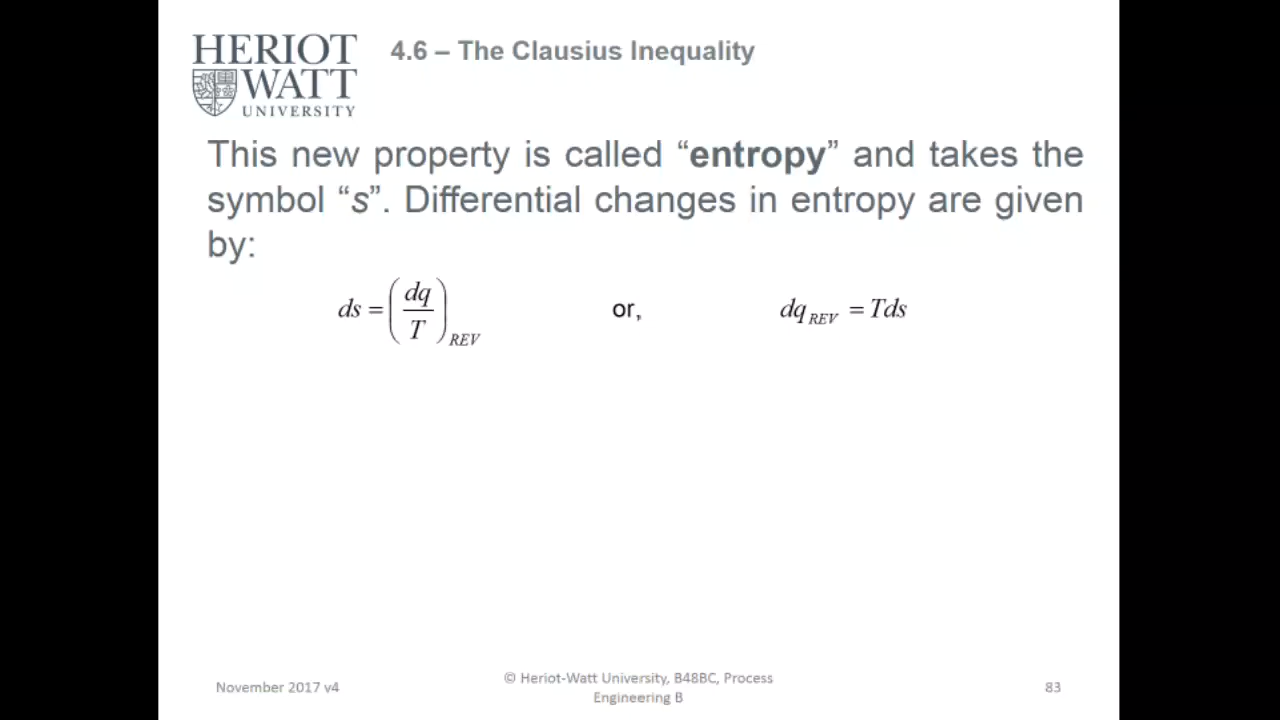 HERIOT
WATT
UNIVERSITY
4.6 – The Clausius Inequality
This new property is called “entropy” and takes the
symbol “s”. Differential changes in entropy are given
by:
ds = (dq/T)REV or, dqREV = Tds
November 2017 v4
© Heriot-Watt University, B48BC, Process
Engineering B
83